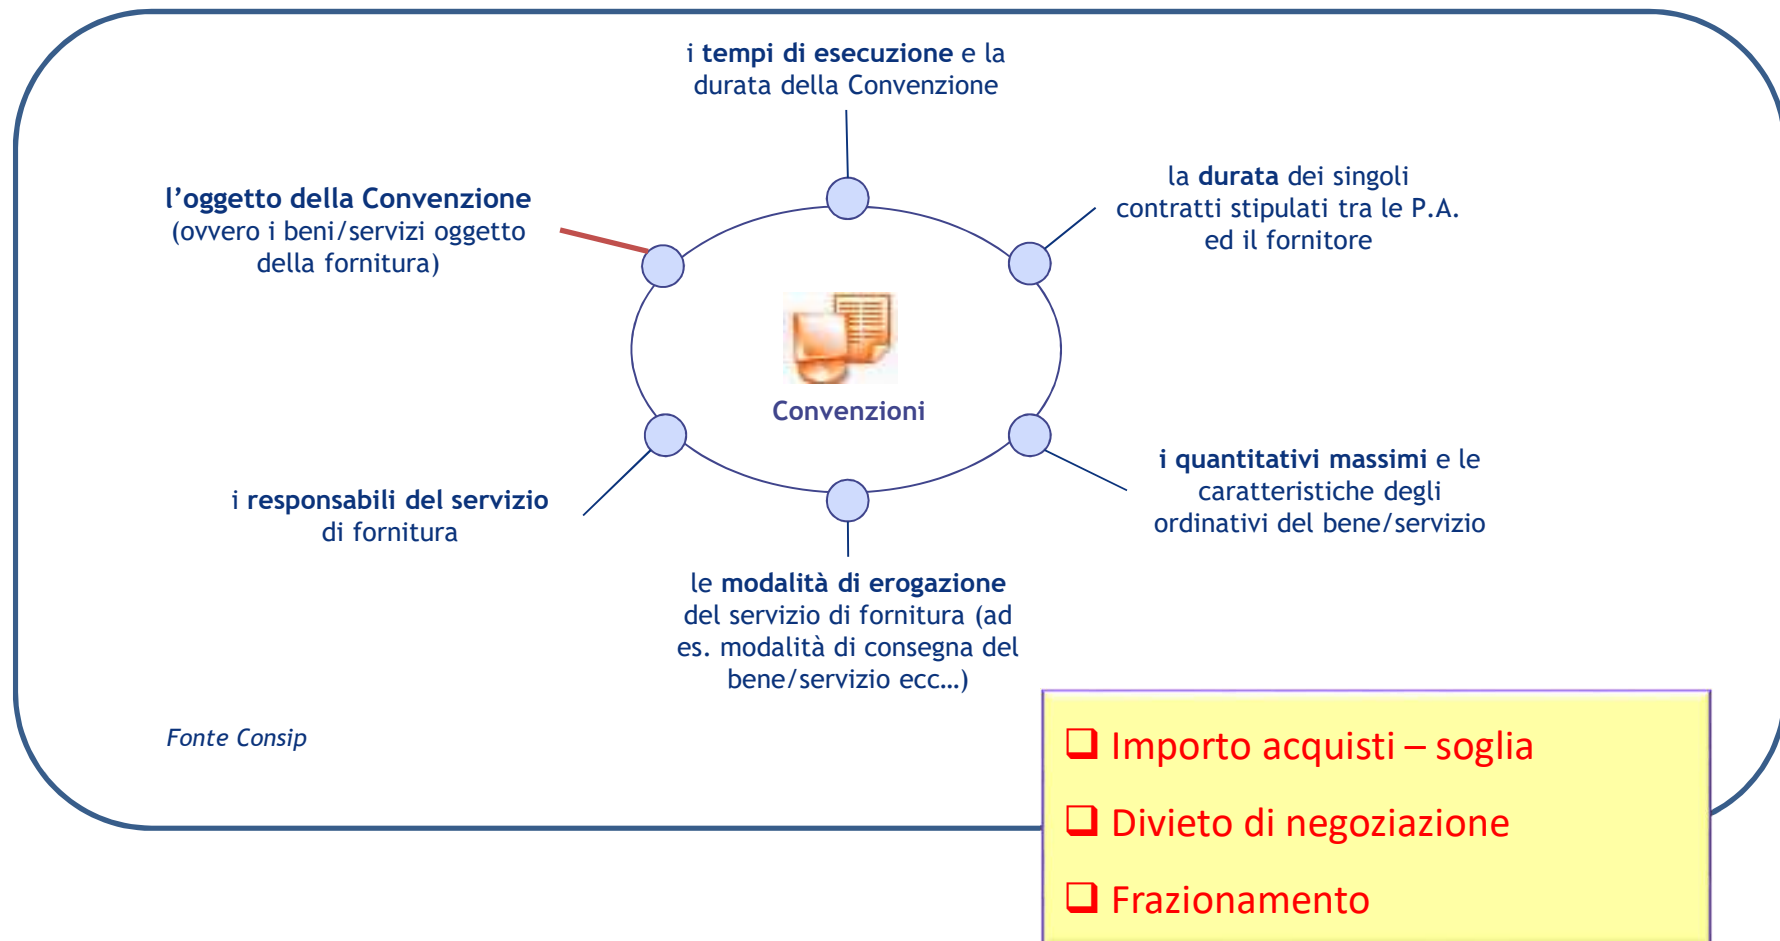 i tempi di esecuzione e la
durata della Convenzione
l’oggetto della Convenzione
(ovvero i beni/servizi oggetto
della fornitura)
la durata dei singoli
contratti stipulati tra le P.A.
ed il fornitore
Convenzioni
i responsabili del servizio
di fornitura
i quantitativi massimi e le
caratteristiche degli
ordinativi del bene/servizio
le modalità di erogazione
del servizio di fornitura (ad
es. modalità di consegna del
bene/servizio ecc…)
Fonte Consip
❑ Importo acquisti – soglia
❑ Divieto di negoziazione
❑ Frazionamento